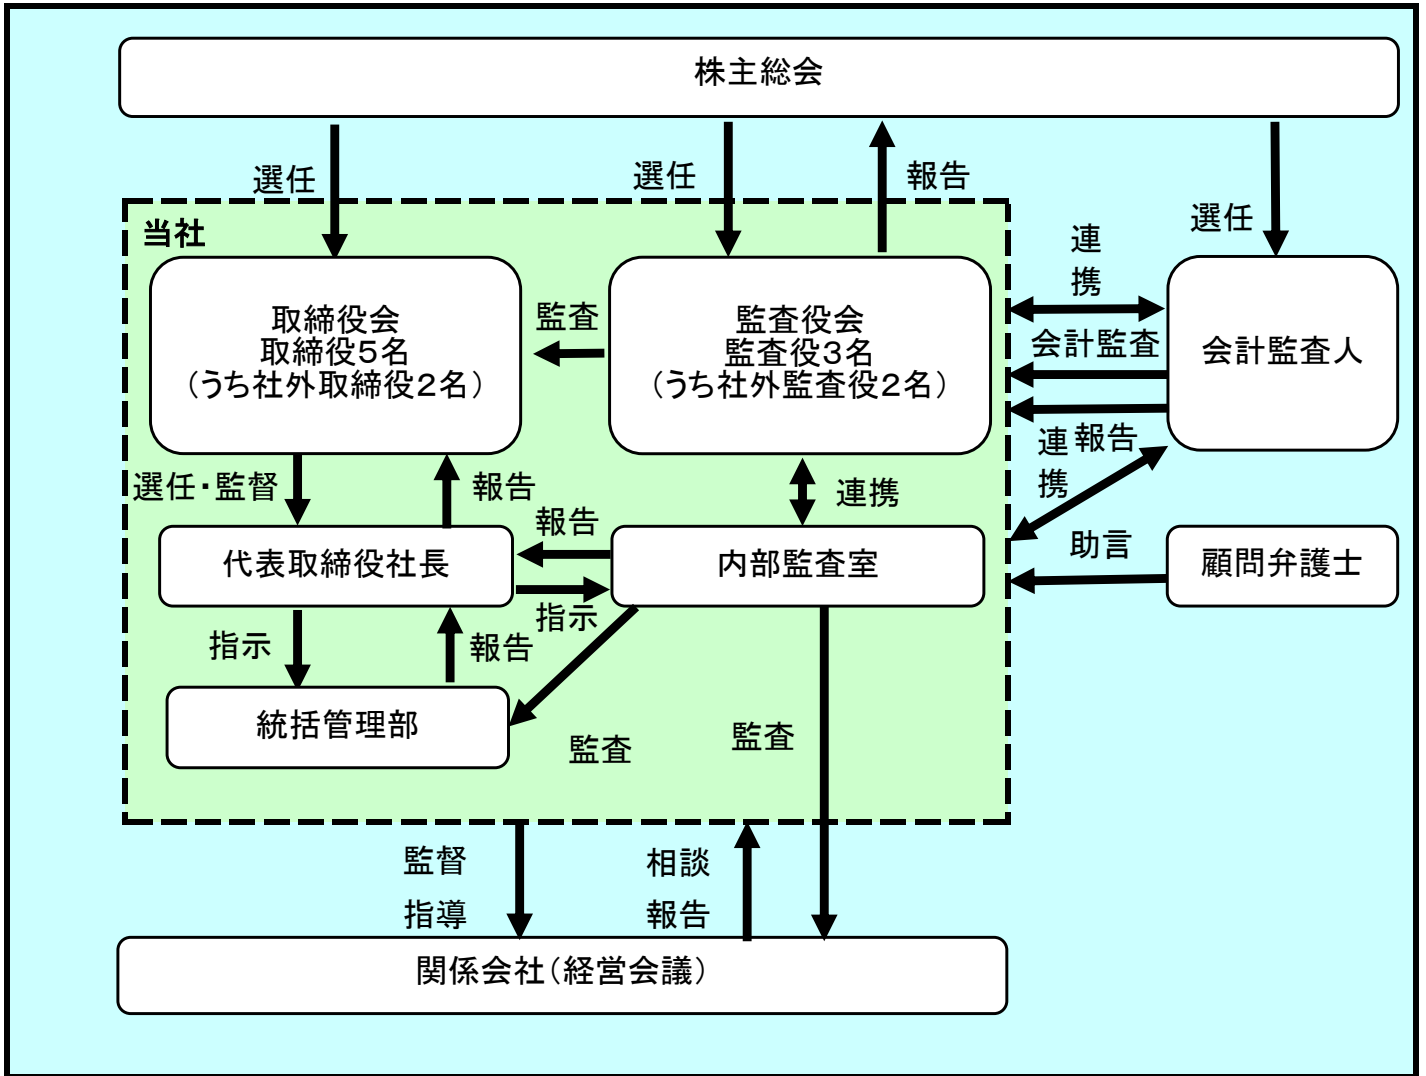 株主総会
選任
選任
報告
選任
当社
連
携
取締役会
取締役５名
（うち社外取締役２名）
監査
監査役会
監査役３名
（うち社外監査役２名）
会計監査
会計監査人
報告
連
携
選任・監督
報告
連携
報告
助言
代表取締役社長
内部監査室
顧問弁護士
指示
指示
報告
統括管理部
監査
監査
監督
指導
相談
報告
関係会社（経営会議）